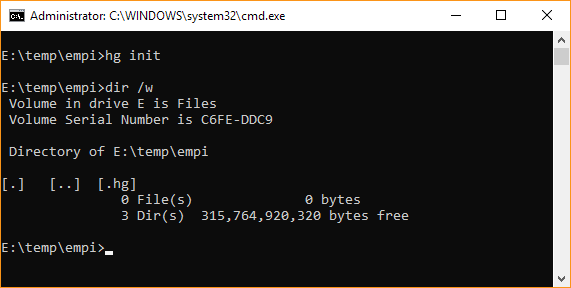 Administrator: C:\WINDOWS\system32\cmd.exe
E:\temp\empi>hg init
E:\temp\empi>dir /w
 Volume in drive E is Files
 Volume Serial Number is C6FE-DDC9
 Directory of E:\temp\empi
[.]   [..]  [.hg]
               0 File(s)              0 bytes
               3 Dir(s)  315,764,920,320 bytes free
E:\temp\empi>